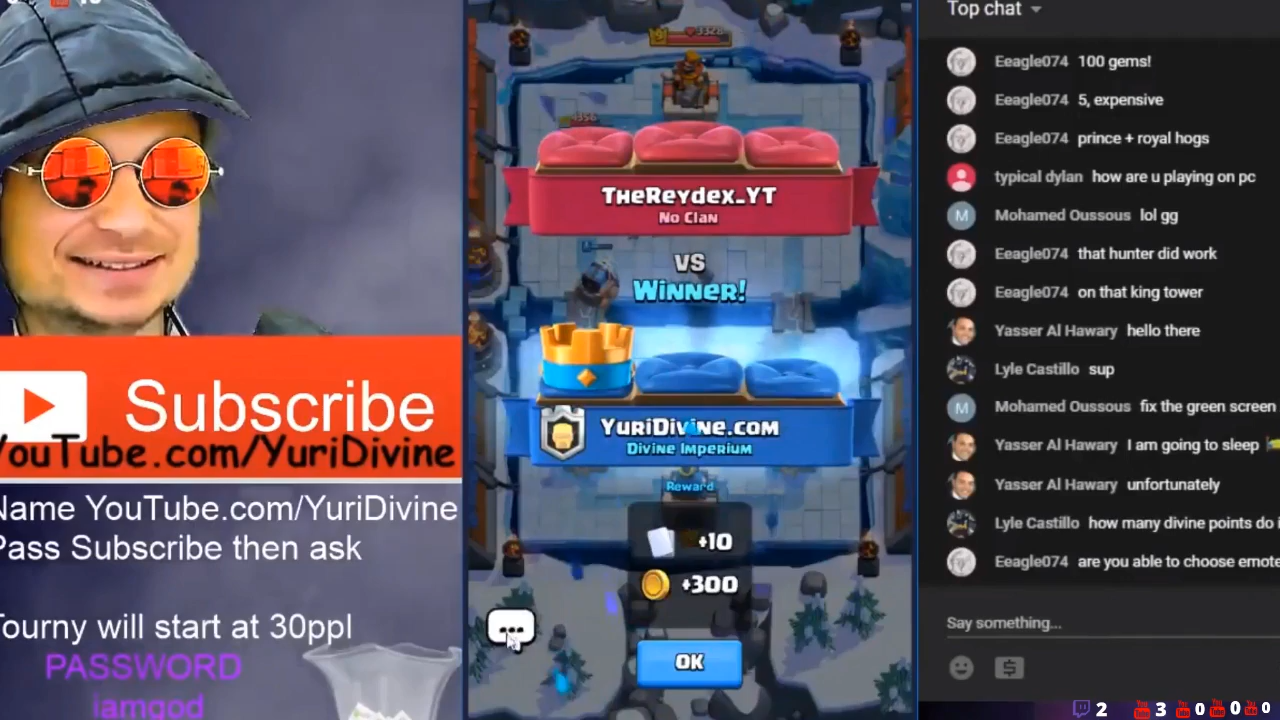 Subscribe
YouTube.com/YuriDivine
Name YouTube.com/YuriDivine
Pass Subscribe then ask
Tourny will start at 30ppl
PASSWORD
iamgod
3328
4356
TheReydex_YT
No Clan
VS
Winner!
YuriDivine.com
Divine Imperium
Reward
+10
+300
OK
Top chat
Eeagle074 100 gems!
Eeagle074 5, expensive
Eeagle074 prince + royal hogs
typical dylan how are u playing on pc
M Mohamed Oussous lol gg
Eeagle074 that hunter did work
Eeagle074 on that king tower
Yasser Al Hawary hello there
Lyle Castillo sup
M Mohamed Oussous fix the green screen
Yasser Al Hawary I am going to sleep
Yasser Al Hawary unfortunately
Lyle Castillo how many divine points do
Eeagle074 are you able to choose emote
Say something...
2 3 0 0 0